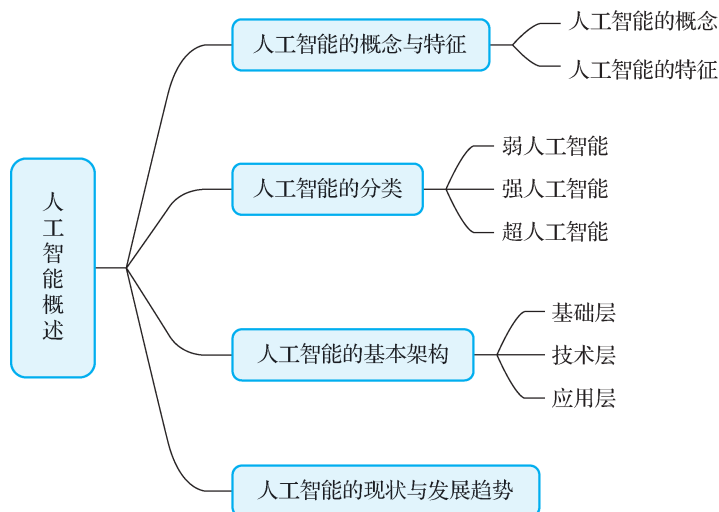 人工智能概述
人工智能的概念与特征
人工智能的概念
人工智能的特征
人工智能的分类
弱人工智能
强人工智能
超人工智能
人工智能的基本架构
基础层
技术层
应用层
人工智能的现状与发展趋势